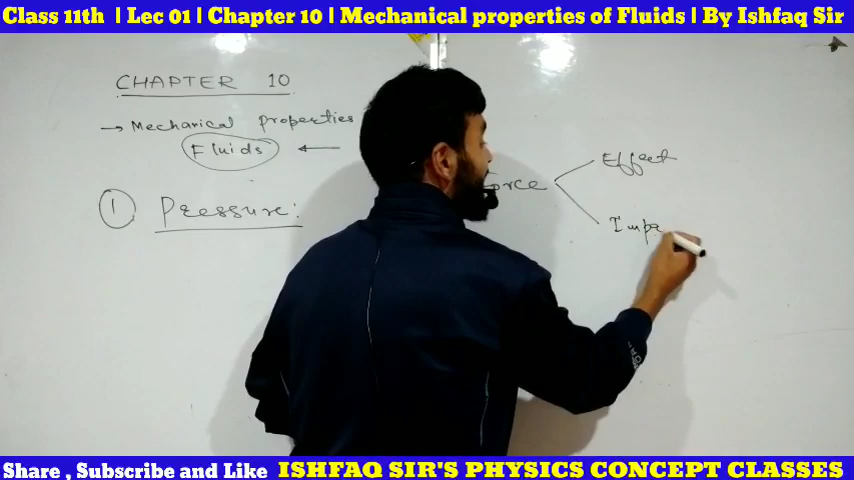 Class 11th | Lec 01 | Chapter 10 | Mechanical properties of Fluids | By Ishfaq Sir
CHAPTER 10
→ Mechanical properties
Fluids ←
① Pressure:
Force
Effect
Impa
Share , Subscribe and Like ISHFAQ SIR'S PHYSICS CONCEPT CLASSES